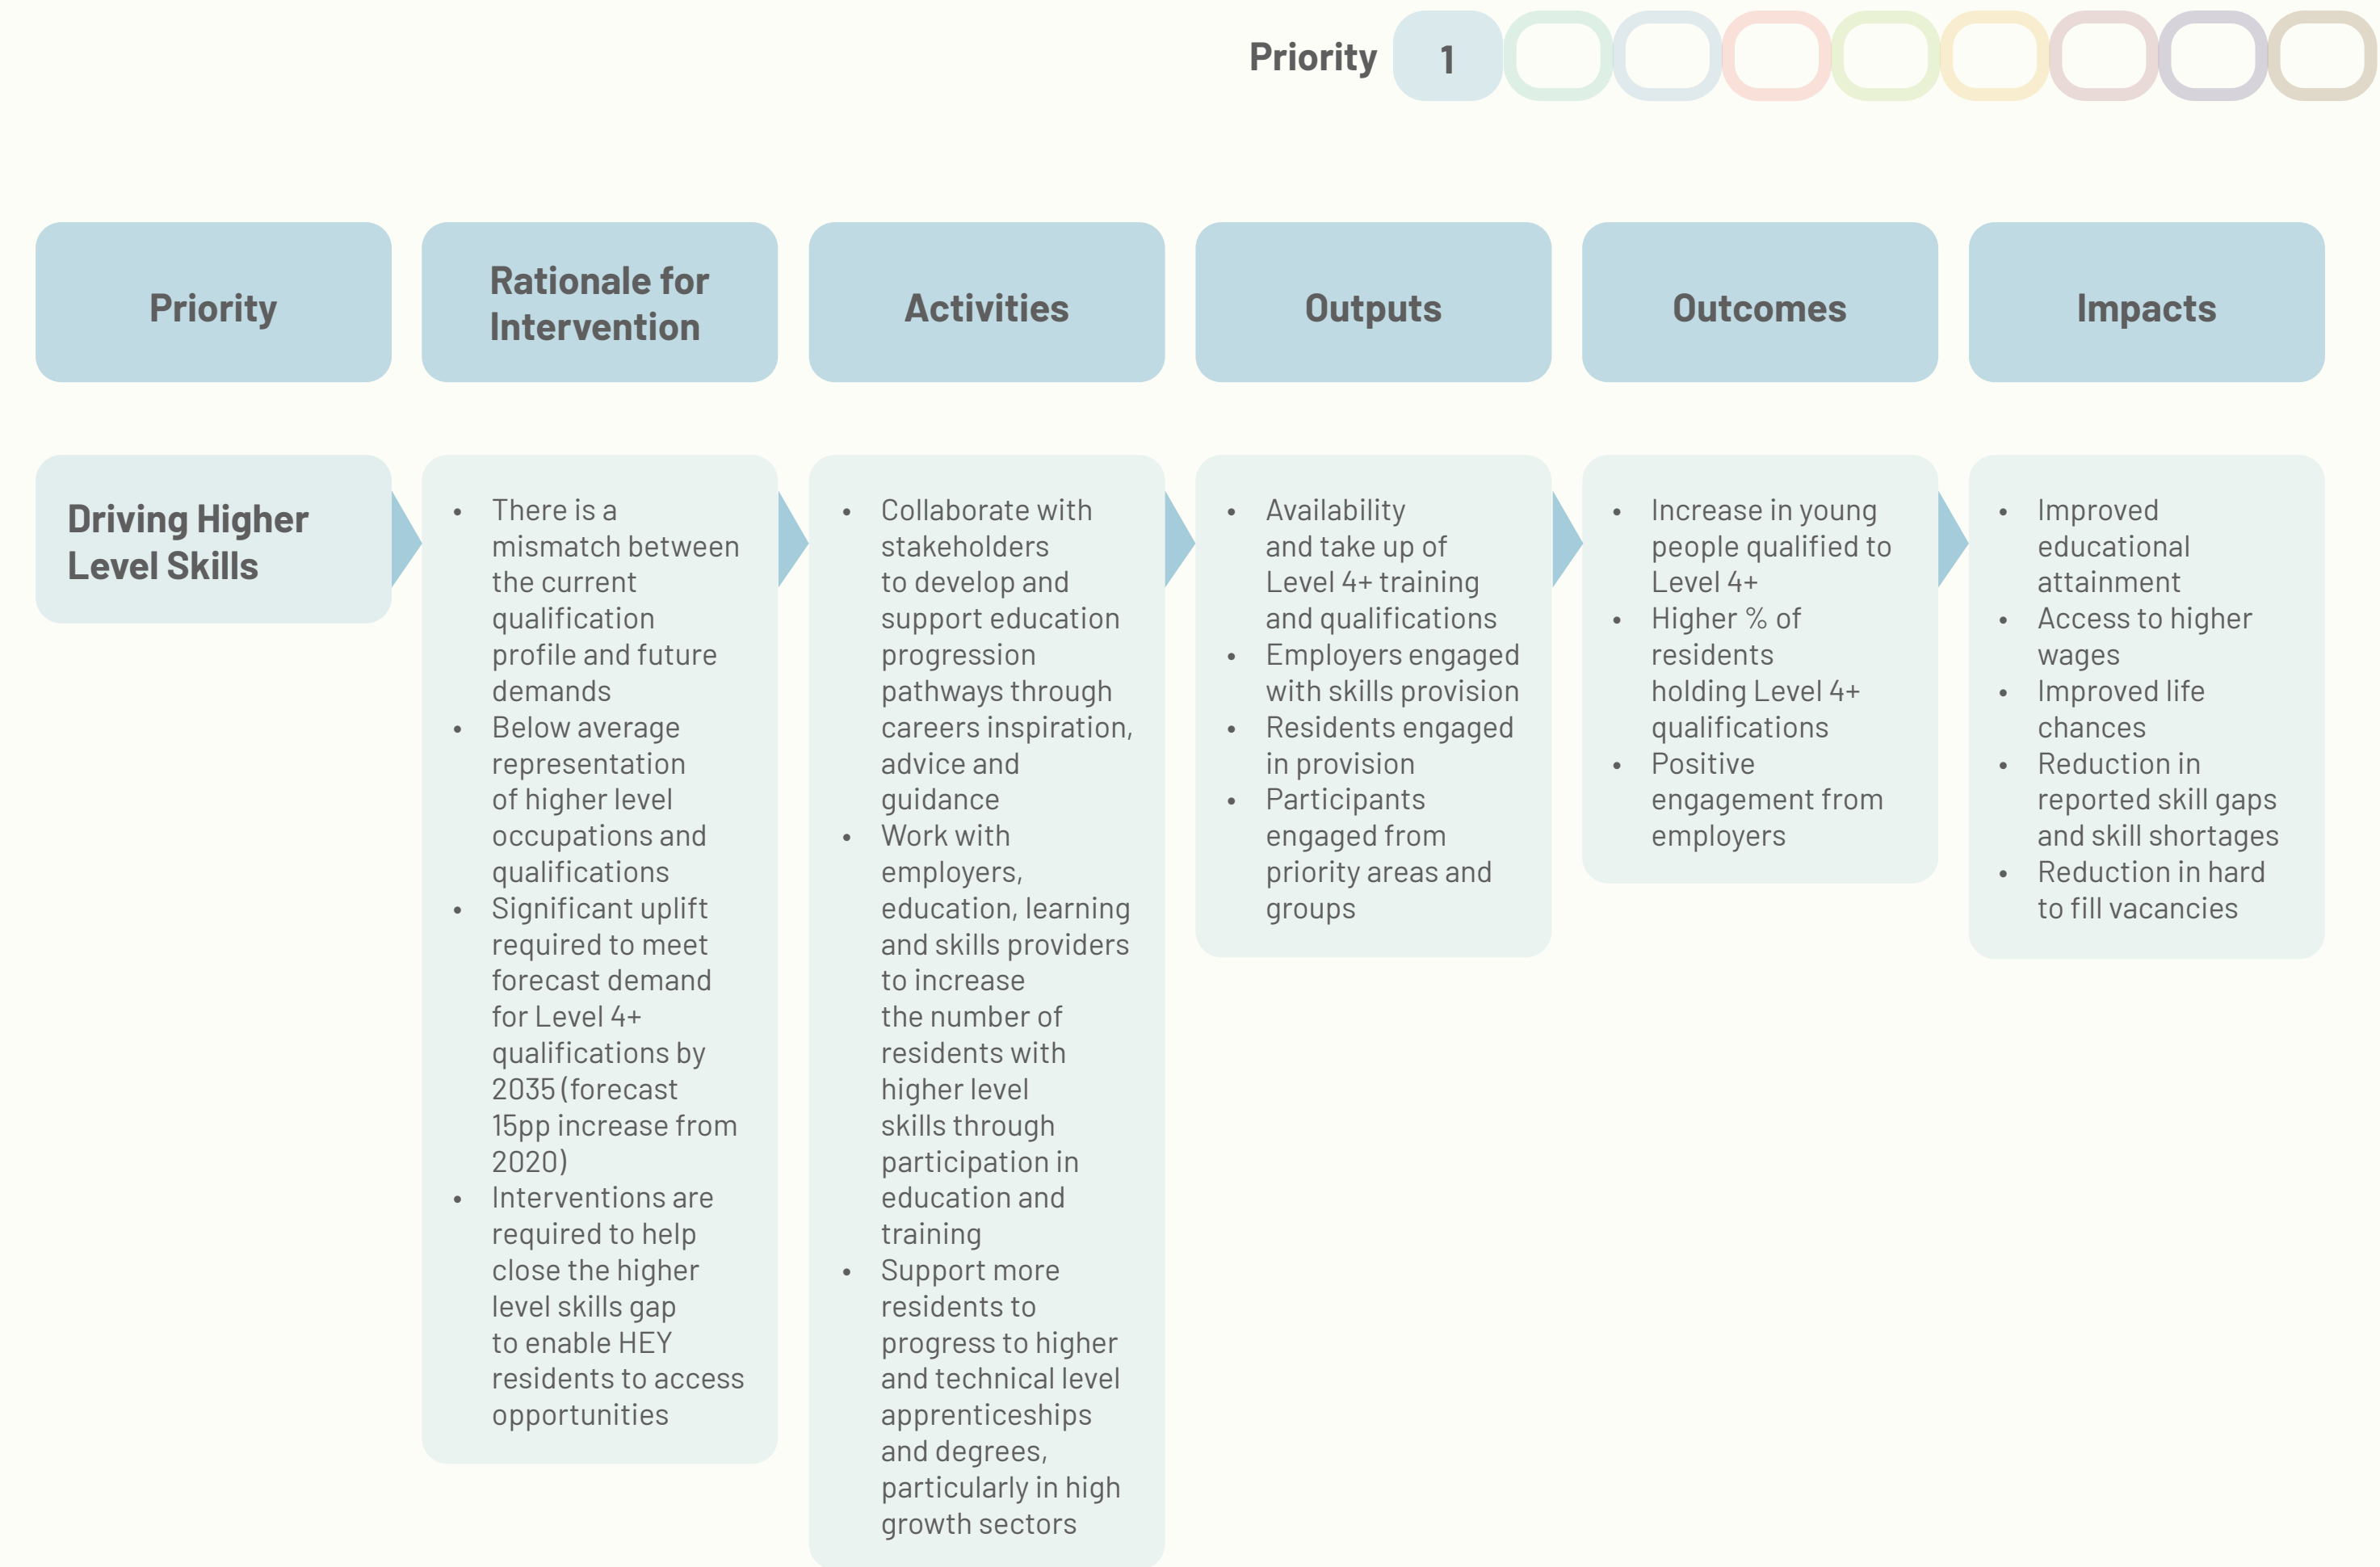 Priority 1
Priority
Rationale for
Intervention
Activities
Outputs
Outcomes
Impacts
Driving Higher
Level Skills
• There is a
mismatch between
the current
qualification
profile and future
demands
• Below average
representation
of higher level
occupations and
qualifications
• Significant uplift
required to meet
forecast demand
for Level 4+
qualifications by
2035 (forecast
15pp increase from
2020)
• Interventions are
required to help
close the higher
level skills gap
to enable HEY
residents to access
opportunities
• Collaborate with
stakeholders
to develop and
support education
progression
pathways through
careers inspiration,
advice and
guidance
• Work with
employers,
education, learning
and skills providers
to increase
the number of
residents with
higher level
skills through
participation in
education and
training
• Support more
residents to
progress to higher
and technical level
apprenticeships
and degrees,
particularly in high
growth sectors
• Availability
and take up of
Level 4+ training
and qualifications
• Employers engaged
with skills provision
• Residents engaged
in provision
• Participants
engaged from
priority areas and
groups
• Increase in young
people qualified to
Level 4+
• Higher % of
residents
holding Level 4+
qualifications
• Positive
engagement from
employers
• Improved
educational
attainment
• Access to higher
wages
• Improved life
chances
• Reduction in
reported skill gaps
and skill shortages
• Reduction in hard
to fill vacancies